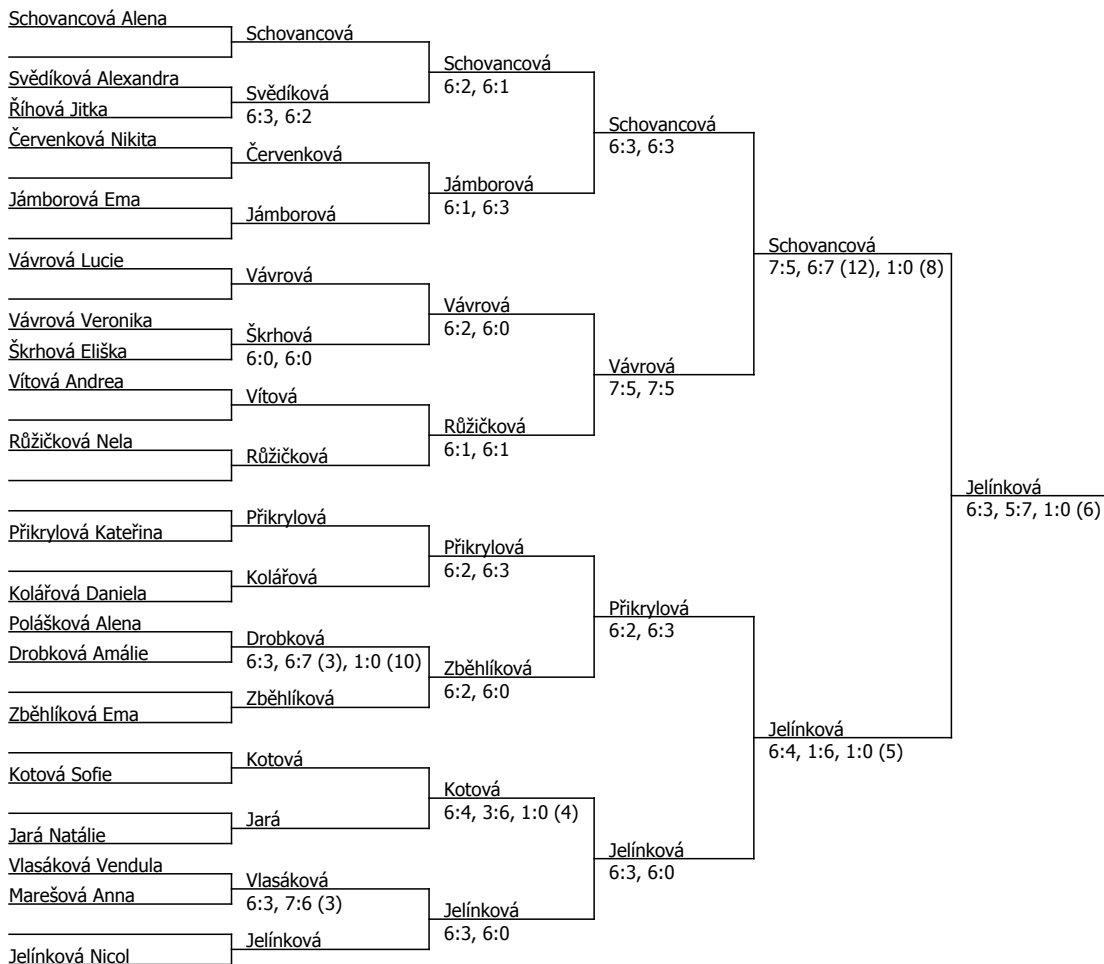 Schovancová Alena
Svědíková Alexandra
Říhová Jitka
Červenková Nikita
Jámborová Ema
Vávrová Lucie
Vávrová Veronika
Škrhová Eliška
Vítová Andrea
Růžičková Nela
Přikrylová Kateřina
Kolářová Daniela
Polášková Alena
Drobková Amálie
Zběhlíková Ema
Kotová Sofie
Jará Natálie
Vlasáková Vendula
Marešová Anna
Jelínková Nicol
Schovancová
Svědíková
6:3, 6:2
Červenková
Jámborová
Vávrová
Škrhová
6:0, 6:0
Vítová
Růžičková
Přikrylová
Kolářová
Drobková
6:3, 6:7 (3), 1:0 (10)
Zběhlíková
Kotová
Jará
Vlasáková
6:3, 7:6 (3)
Jelínková
Schovancová
6:2, 6:1
Jámborová
6:1, 6:3
Vávrová
6:2, 6:0
Růžičková
6:1, 6:1
Přikrylová
6:2, 6:3
Zběhlíková
6:2, 6:0
Kotová
6:4, 3:6, 1:0 (4)
Jelínková
6:3, 6:0
Schovancová
6:3, 6:3
Vávrová
7:5, 7:5
Přikrylová
6:2, 6:3
Jelínková
6:3, 6:0
Schovancová
7:5, 6:7 (12), 1:0 (8)
Jelínková
6:4, 1:6, 1:0 (5)
Jelínková
6:3, 5:7, 1:0 (6)